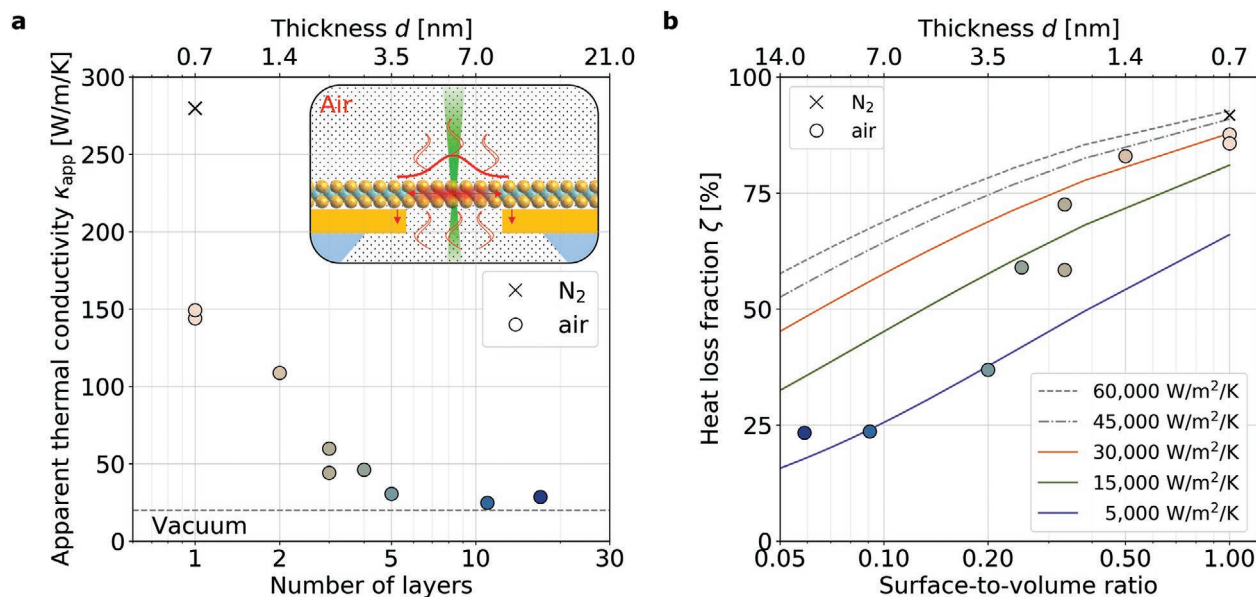 a
Thickness d [nm]
0.7 1.4 3.5 7.0 21.0
Apparent thermal conductivity κapp [W/m/K]
300
250
200
150
100
50
0
Air
× N₂
○ air
Vacuum
1 2 5 10 30
Number of layers
b
Thickness d [nm]
14.0 7.0 3.5 1.4 0.7
Heat loss fraction ζ [%]
100
75
50
25
0
× N₂
○ air
60,000 W/m²/K
45,000 W/m²/K
30,000 W/m²/K
15,000 W/m²/K
5,000 W/m²/K
0.05 0.10 0.20 0.50 1.00
Surface-to-volume ratio